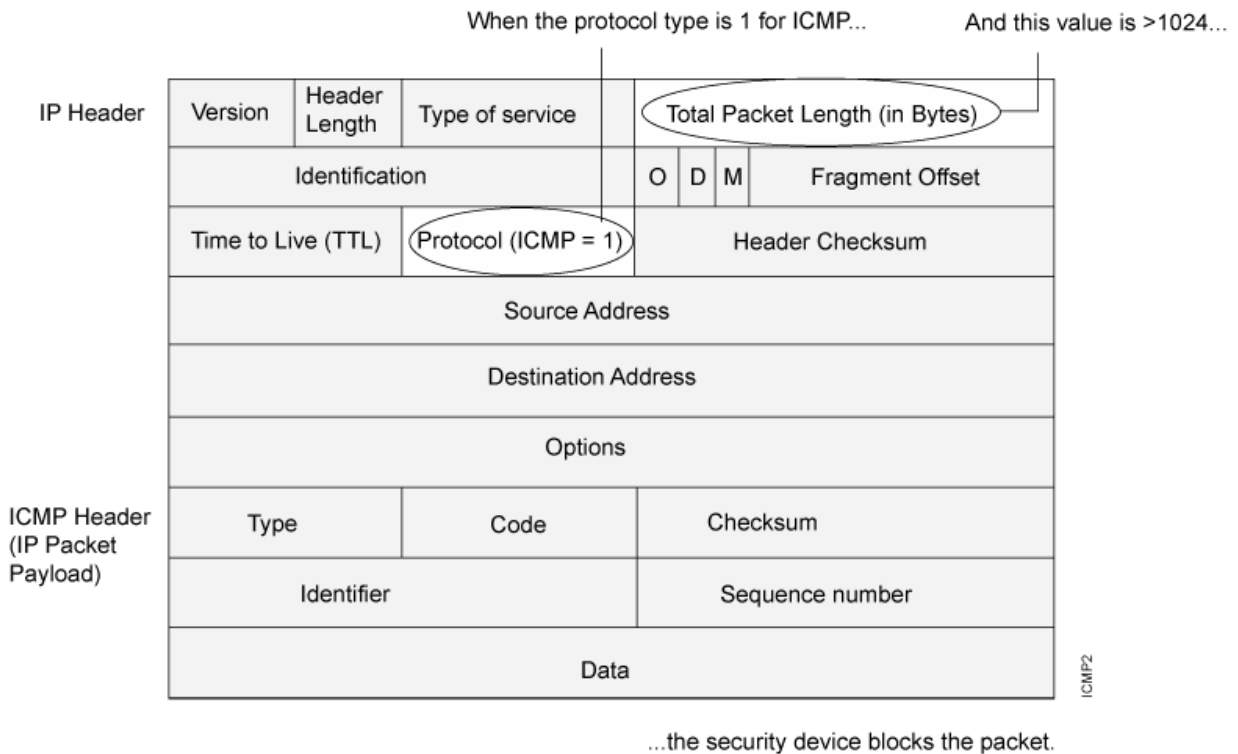 When the protocol type is 1 for ICMP...
And this value is >1024...
IP Header
Version
Header
Length
Type of service
Total Packet Length (in Bytes)
Identification
O
D
M
Fragment Offset
Time to Live (TTL)
Protocol (ICMP = 1)
Header Checksum
Source Address
Destination Address
Options
ICMP Header
(IP Packet
Payload)
Type
Code
Checksum
Identifier
Sequence number
Data
ICMP2
...the security device blocks the packet.